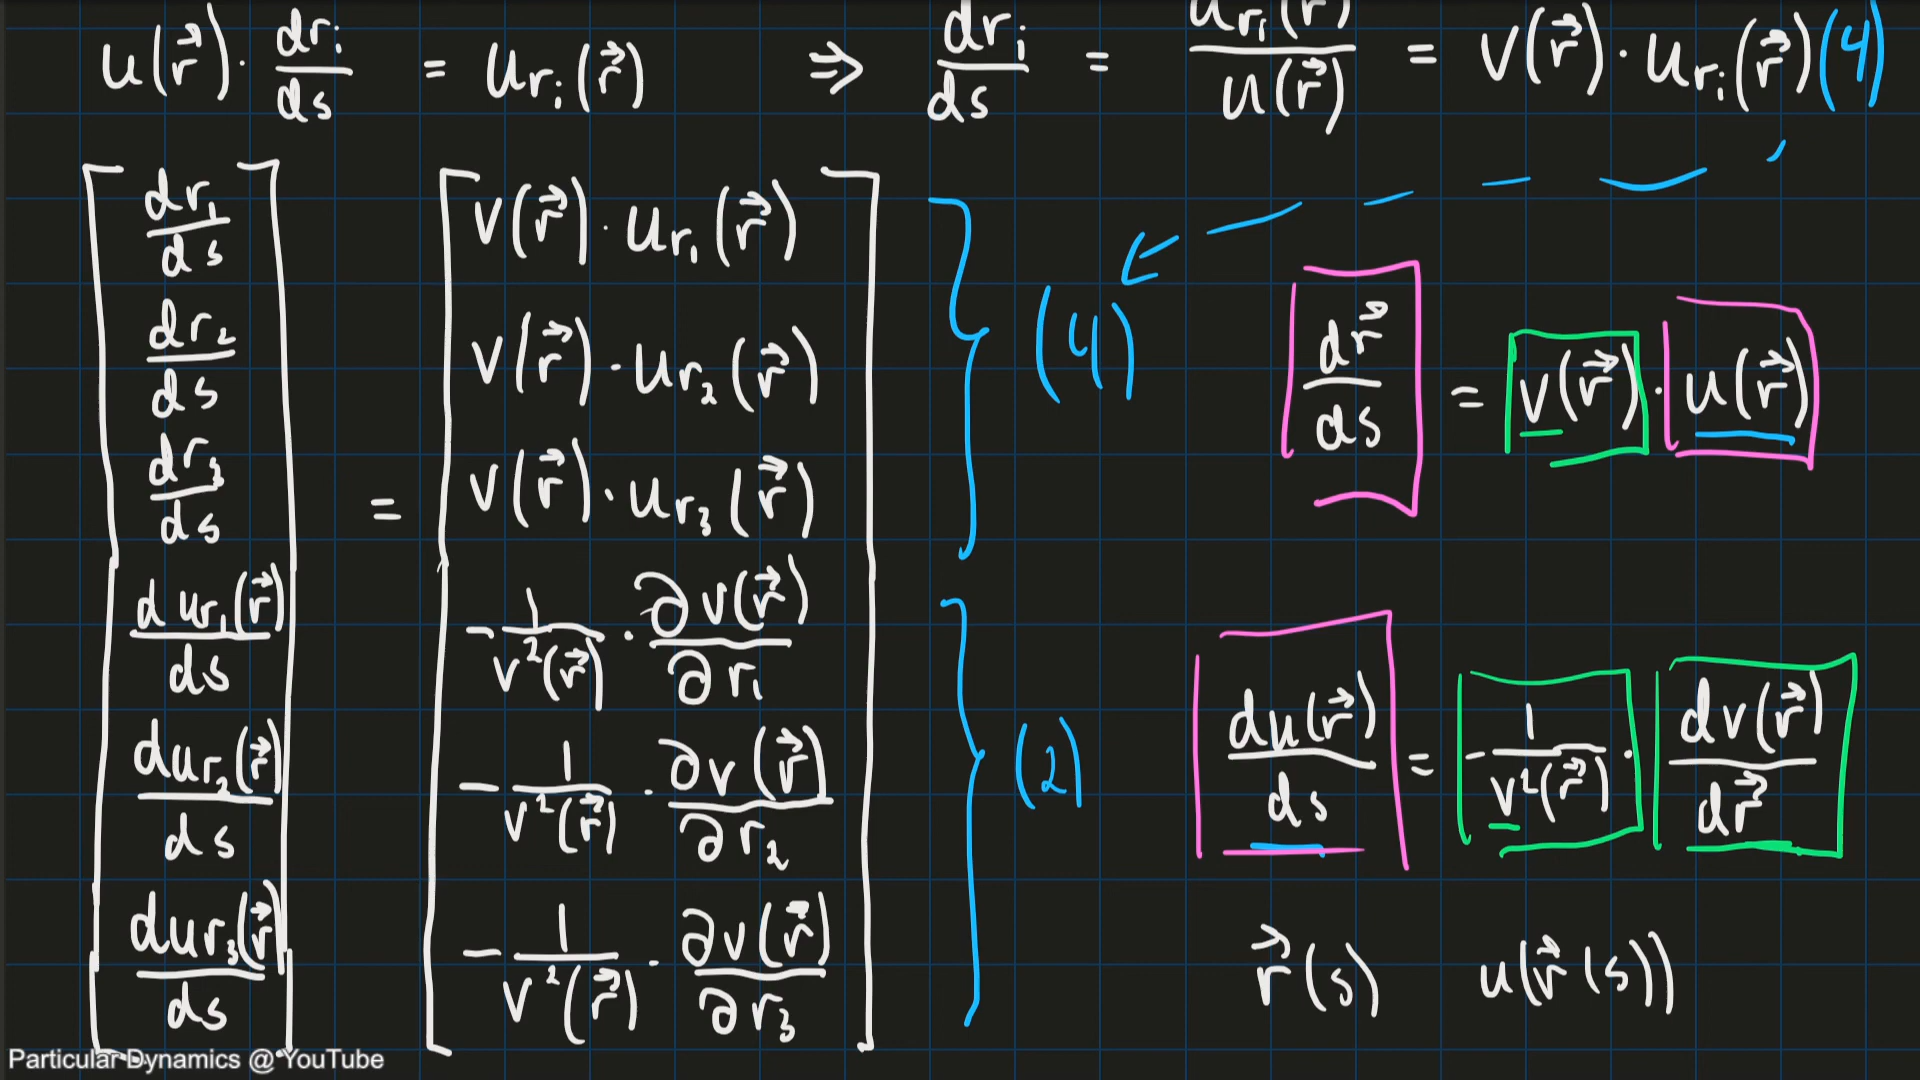 u(r⃗) · dr_i/ds = u_{r_i}(r⃗) ⇒ dr_i/ds = u_{r_i}(r⃗)/u(r⃗) = v(r⃗) · u_{r_i}(r⃗) (4)
dr_1/ds
dr_2/ds
dr_3/ds
du_{r_1}(r⃗)/ds
du_{r_2}(r⃗)/ds
du_{r_3}(r⃗)/ds
=
v(r⃗) · u_{r_1}(r⃗)
v(r⃗) · u_{r_2}(r⃗)
v(r⃗) · u_{r_3}(r⃗)
-1/v²(r⃗) · ∂v(r⃗)/∂r_1
-1/v²(r⃗) · ∂v(r⃗)/∂r_2
-1/v²(r⃗) · ∂v(r⃗)/∂r_3
(4)
(2)
dr⃗/ds = v(r⃗) · u(r⃗)
du(r⃗)/ds = -1/v²(r⃗) · dv(r⃗)/dr⃗
r⃗(s) u(r⃗(s))
Particular Dynamics @ YouTube